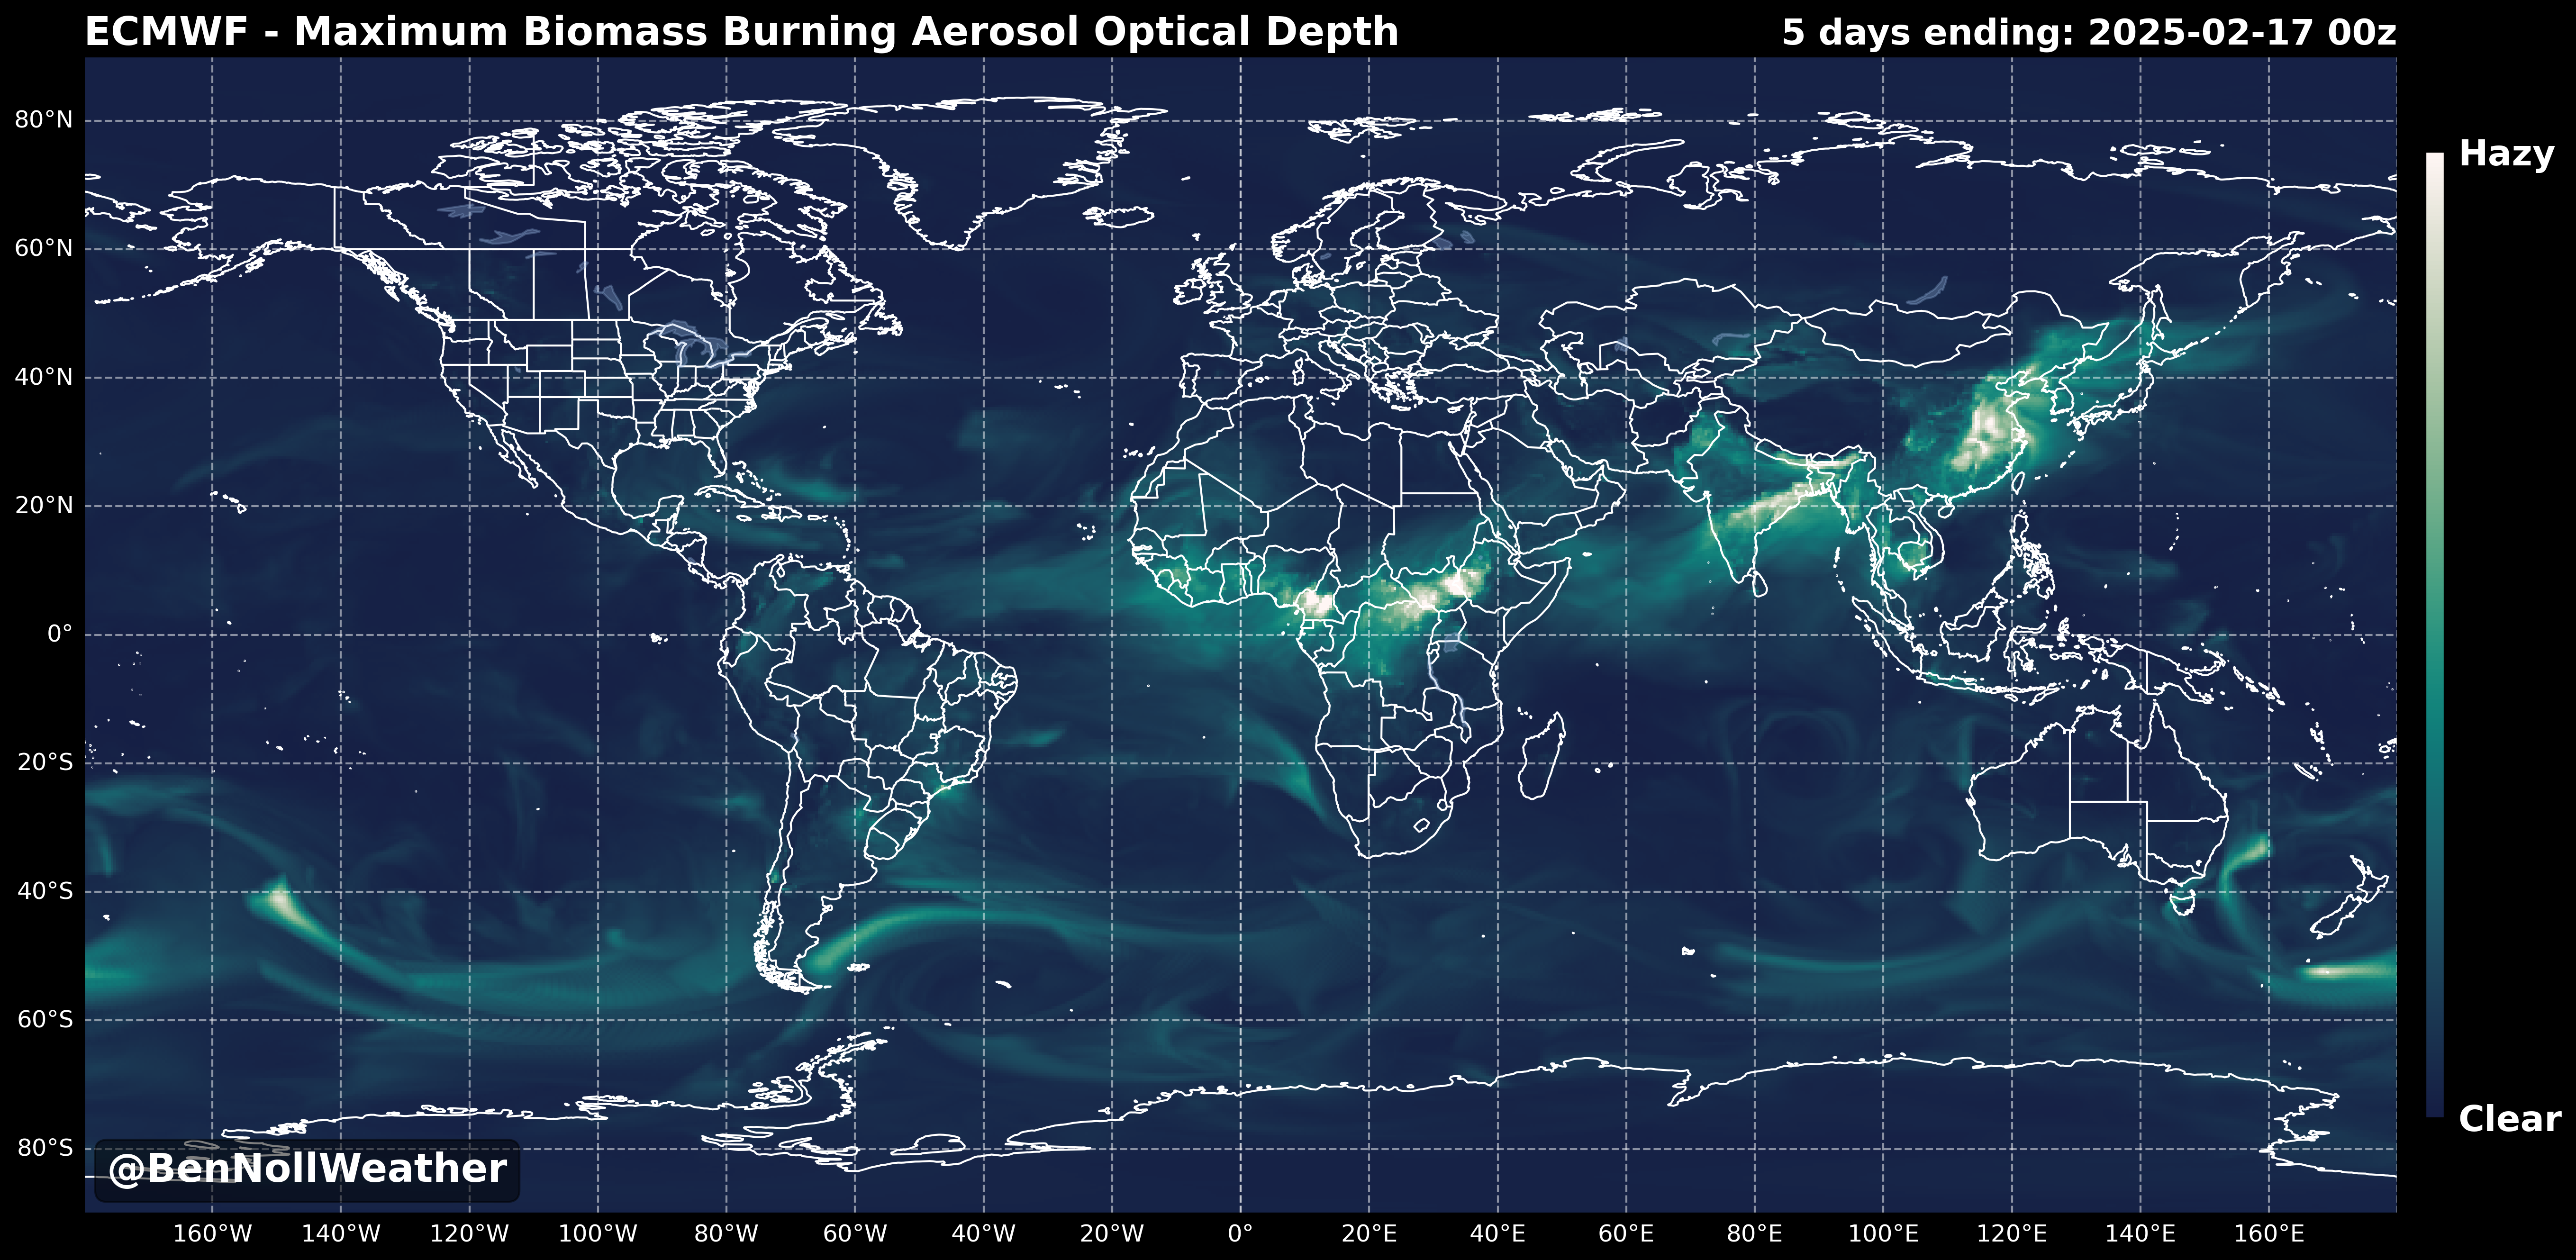 ECMWF - Maximum Biomass Burning Aerosol Optical Depth
5 days ending: 2025-02-17 00z
Hazy
80°N
60°N
40°N
20°N
0°
20°S
40°S
60°S
80°S
Clear
@BenNollWeather
160°W 140°W 120°W 100°W 80°W 60°W 40°W 20°W 0° 20°E 40°E 60°E 80°E 100°E 120°E 140°E 160°E